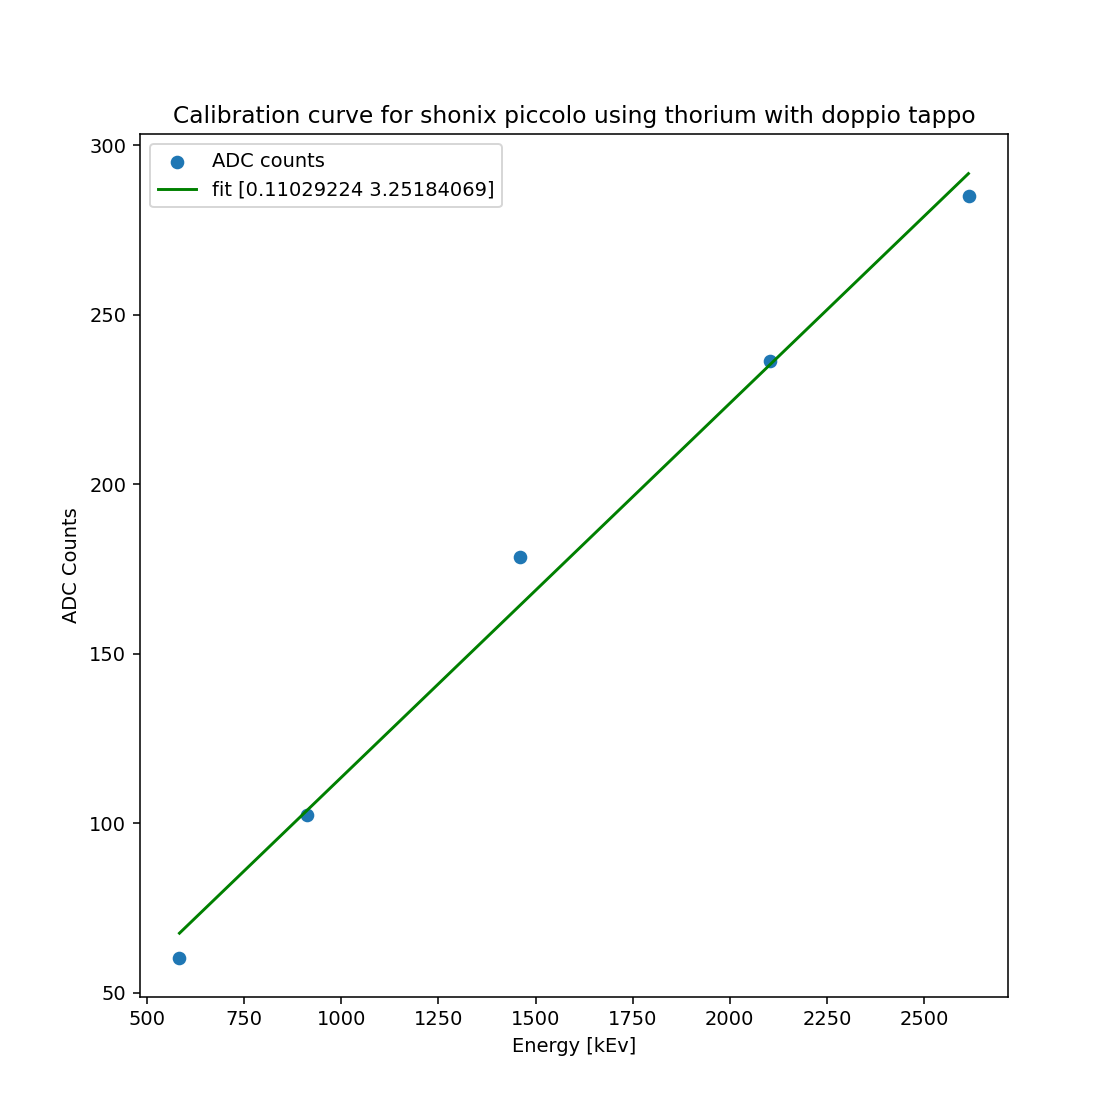 Calibration curve for shonix piccolo using thorium with doppio tappo
ADC counts
fit [0.11029224 3.25184069]
300
250
200
150
100
50
ADC Counts
500 750 1000 1250 1500 1750 2000 2250 2500
Energy [kEv]